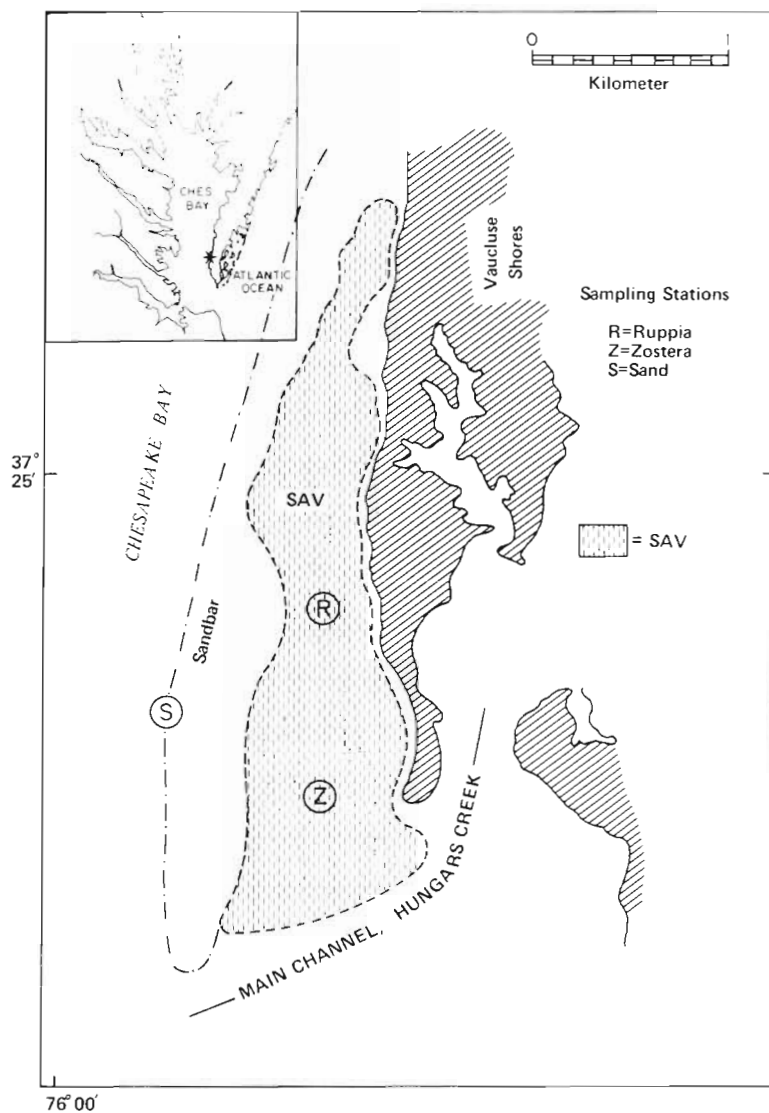 0 1
Kilometer
CHES
BAY
ATLANTIC
OCEAN
Vaucluse
Shores
Sampling Stations
R=Ruppia
Z=Zostera
S=Sand
37°
25'
CHESAPEAKE BAY
SAV
= SAV
R
Sandbar
S
Z
MAIN CHANNEL, HUNGARS CREEK
76°00'